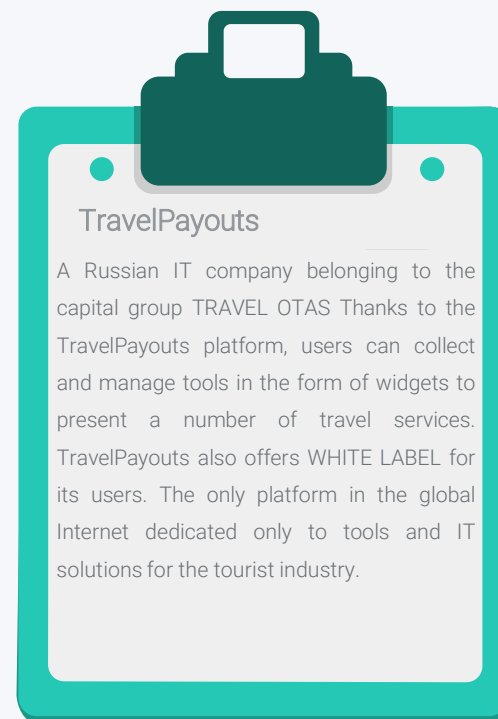 TravelPayouts
A Russian IT company belonging to the
capital group TRAVEL OTAS Thanks to the
TravelPayouts platform, users can collect
and manage tools in the form of widgets to
present a number of travel services.
TravelPayouts also offers WHITE LABEL for
its users. The only platform in the global
Internet dedicated only to tools and IT
solutions for the tourist industry.